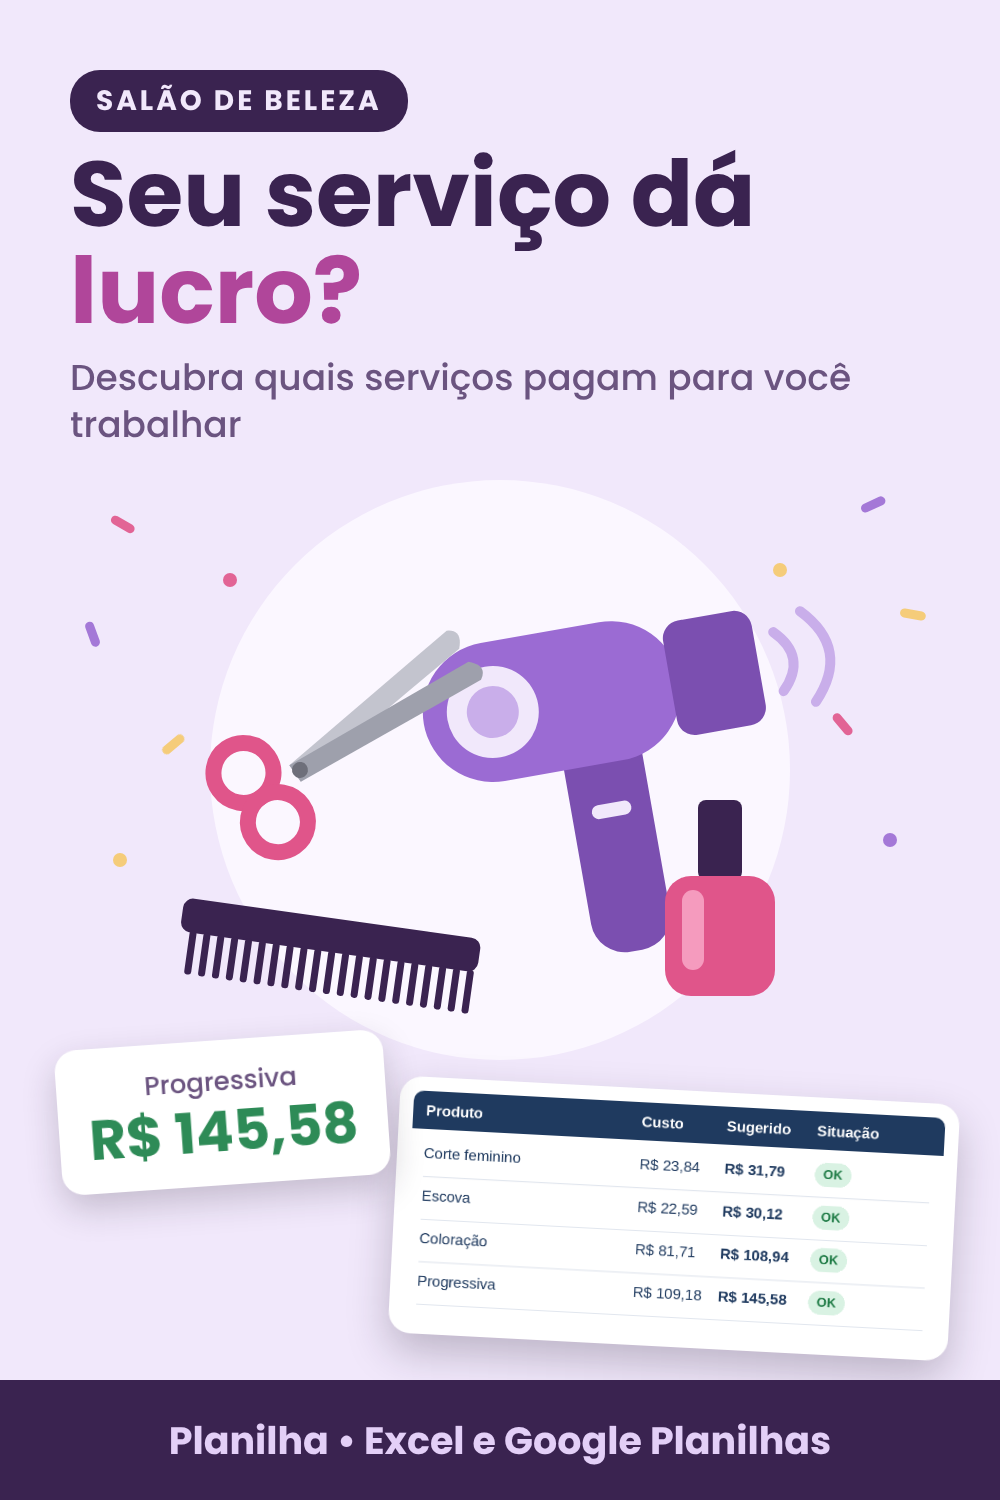 SALÃO DE BELEZA
Seu serviço dá
lucro?
Descubra quais serviços pagam para você
trabalhar
Progressiva
R$ 145,58
Produto Custo Sugerido Situação
Corte feminino R$ 23,84 R$ 31,79 OK
Escova R$ 22,59 R$ 30,12 OK
Coloração R$ 81,71 R$ 108,94 OK
Progressiva R$ 109,18 R$ 145,58 OK
Planilha • Excel e Google Planilhas